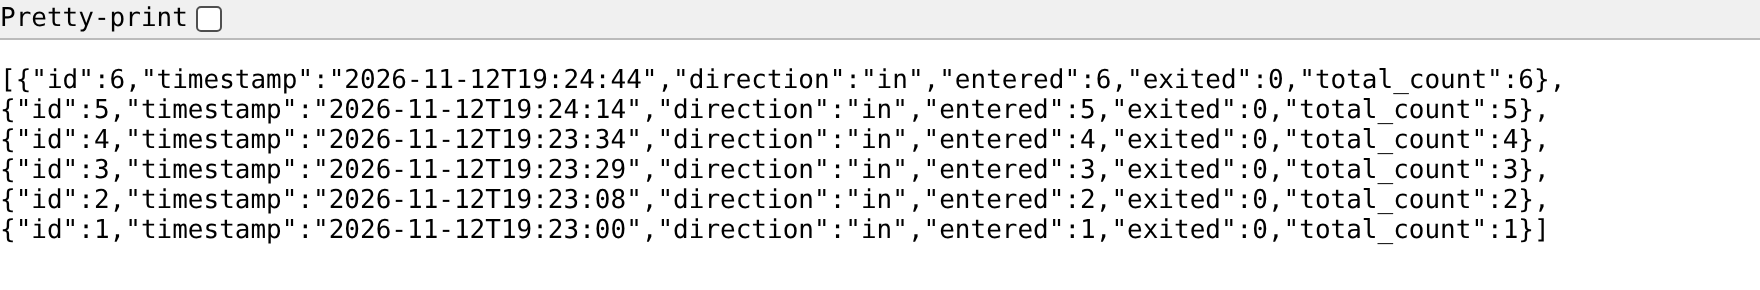 Pretty-print
[{"id":6,"timestamp":"2026-11-12T19:24:44","direction":"in","entered":6,"exited":0,"total_count":6},
{"id":5,"timestamp":"2026-11-12T19:24:14","direction":"in","entered":5,"exited":0,"total_count":5},
{"id":4,"timestamp":"2026-11-12T19:23:34","direction":"in","entered":4,"exited":0,"total_count":4},
{"id":3,"timestamp":"2026-11-12T19:23:29","direction":"in","entered":3,"exited":0,"total_count":3},
{"id":2,"timestamp":"2026-11-12T19:23:08","direction":"in","entered":2,"exited":0,"total_count":2},
{"id":1,"timestamp":"2026-11-12T19:23:00","direction":"in","entered":1,"exited":0,"total_count":1}]